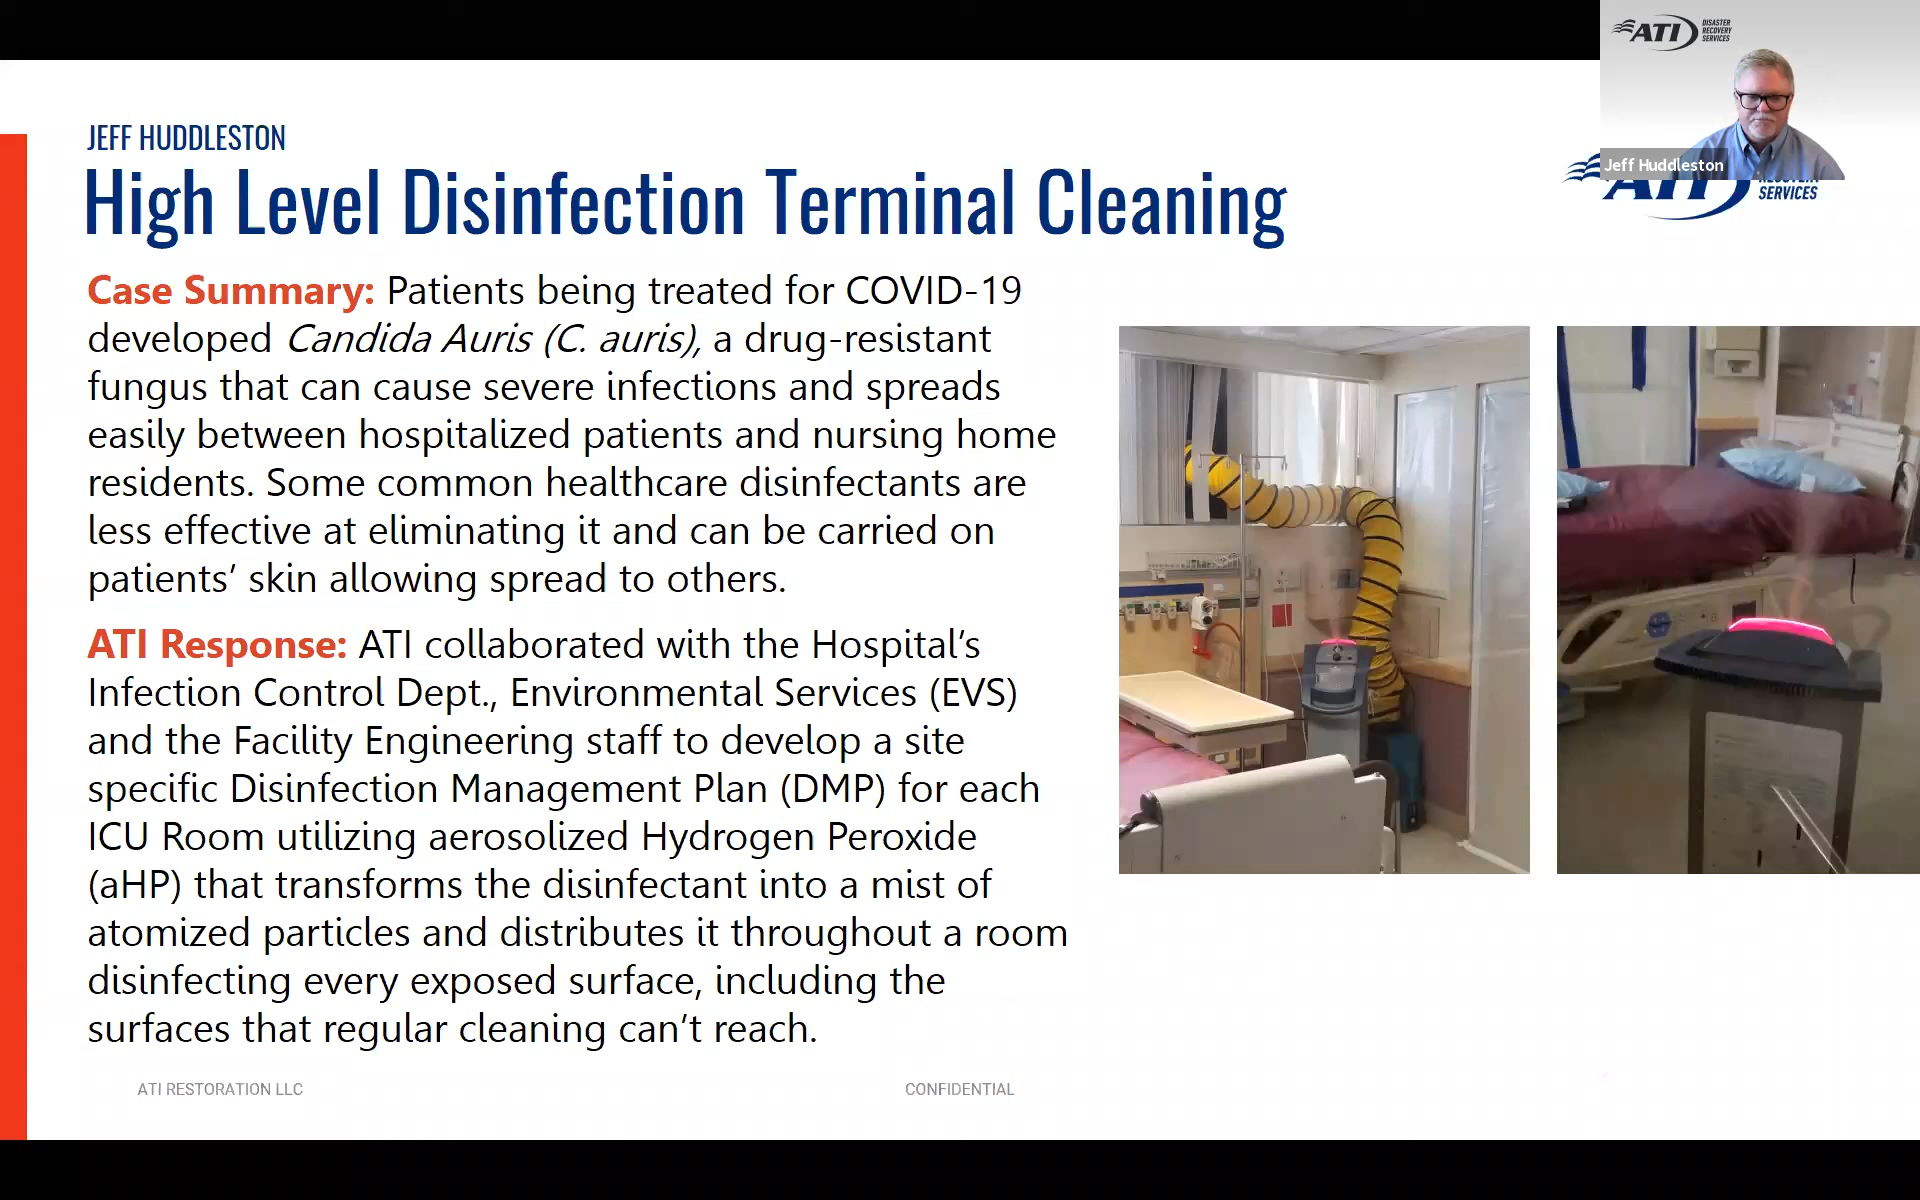 ATI DISASTER
RECOVERY
SERVICES
Jeff Huddleston
ATI
SERVICES
JEFF HUDDLESTON
High Level Disinfection Terminal Cleaning
Case Summary: Patients being treated for COVID-19
developed Candida Auris (C. auris), a drug-resistant
fungus that can cause severe infections and spreads
easily between hospitalized patients and nursing home
residents. Some common healthcare disinfectants are
less effective at eliminating it and can be carried on
patients’ skin allowing spread to others.
ATI Response: ATI collaborated with the Hospital’s
Infection Control Dept., Environmental Services (EVS)
and the Facility Engineering staff to develop a site
specific Disinfection Management Plan (DMP) for each
ICU Room utilizing aerosolized Hydrogen Peroxide
(aHP) that transforms the disinfectant into a mist of
atomized particles and distributes it throughout a room
disinfecting every exposed surface, including the
surfaces that regular cleaning can’t reach.
ATI RESTORATION LLC
CONFIDENTIAL